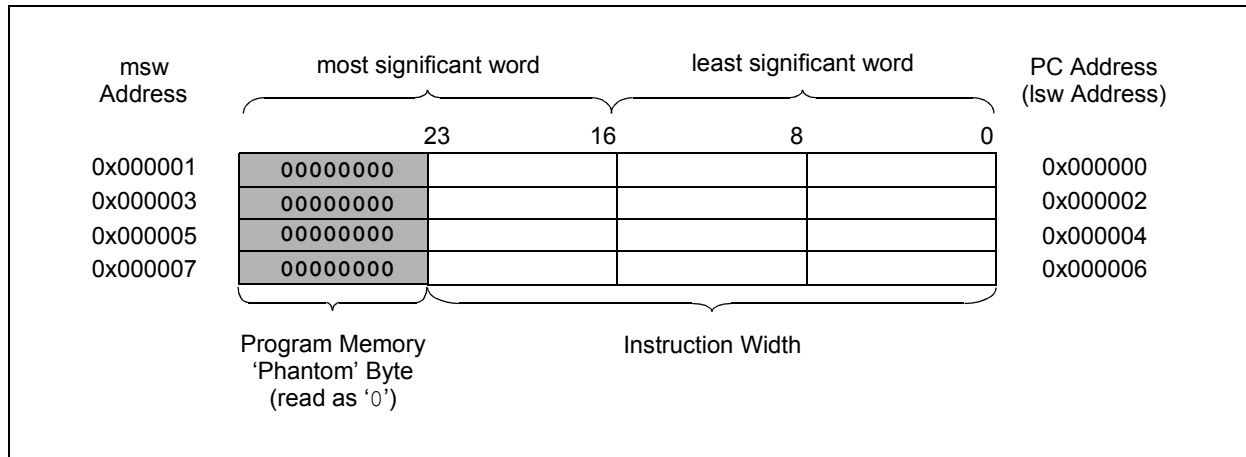 msw
Address
most significant word
least significant word
PC Address
(lsw Address)
23
16
8
0
0x000001
00000000
0x000000
0x000003
00000000
0x000002
0x000005
00000000
0x000004
0x000007
00000000
0x000006
Program Memory
‘Phantom’ Byte
(read as ‘0’)
Instruction Width